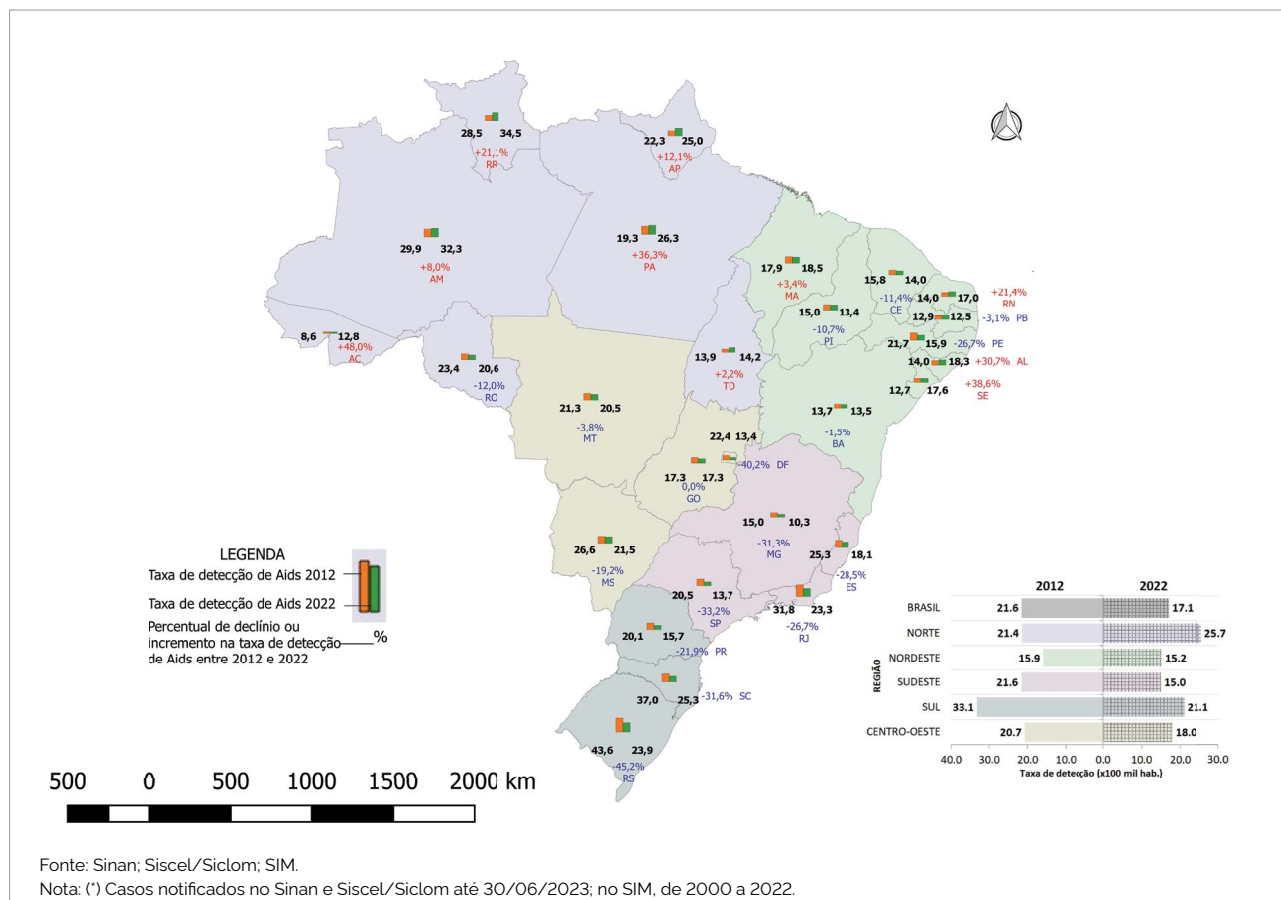 28,5 34,5
+21,1%
RR
22,3 25,0
+12,1%
AP
29,9 32,3
+8,0%
AM
19,3 26,3
+36,3%
PA
17,9 18,5
+3,4%
MA
15,8 14,0
-11,4%
CE
14,0 17,0
+21,4%
RN
15,0
-10,7%
PI
12,9 12,5
-3,1% PB
21,7 15,9
-26,7% PE
14,0 18,3
+30,7% AL
12,7 17,6
+38,6%
SE
8,6 12,8
+48,0%
AC
23,4 20,6
-12,0%
13,9 14,2
+2,2%
TO
21,3 20,5
-3,8%
MT
13,7 13,5
-1,5%
BA
22,4 13,4
-40,2% DF
17,3 17,3
0,0%
GO
15,0 10,3
-31,3%
MG
26,6 21,5
-19,2%
MS
25,3 18,1
-28,5%
ES
20,5 13,7
-33,2%
SP
31,8 23,3
-26,7%
RJ
20,1 15,7
-21,9% PR
37,0 25,3
-31,6% SC
43,6 23,9
-45,2%
RS
LEGENDA
Taxa de detecção de Aids 2012
Taxa de detecção de Aids 2022
Percentual de declínio ou
incremento na taxa de detecção
de Aids entre 2012 e 2022
%
500 0 500 1000 1500 2000 km
2012 2022
REGIÃO
BRASIL 21.6 17.1
NORTE 21.4 25.7
NORDESTE 15.9 15.2
SUDESTE 21.6 15.0
SUL 33.1 21.1
CENTRO-OESTE 20.7 18.0
40.0 30.0 20.0 10.0 0.0 10.0 20.0 30.0
Taxa de detecção (x100 mil hab.)
Fonte: Sinan; Siscel/Siclom; SIM.
Nota: (*) Casos notificados no Sinan e Siscel/Siclom até 30/06/2023; no SIM, de 2000 a 2022.